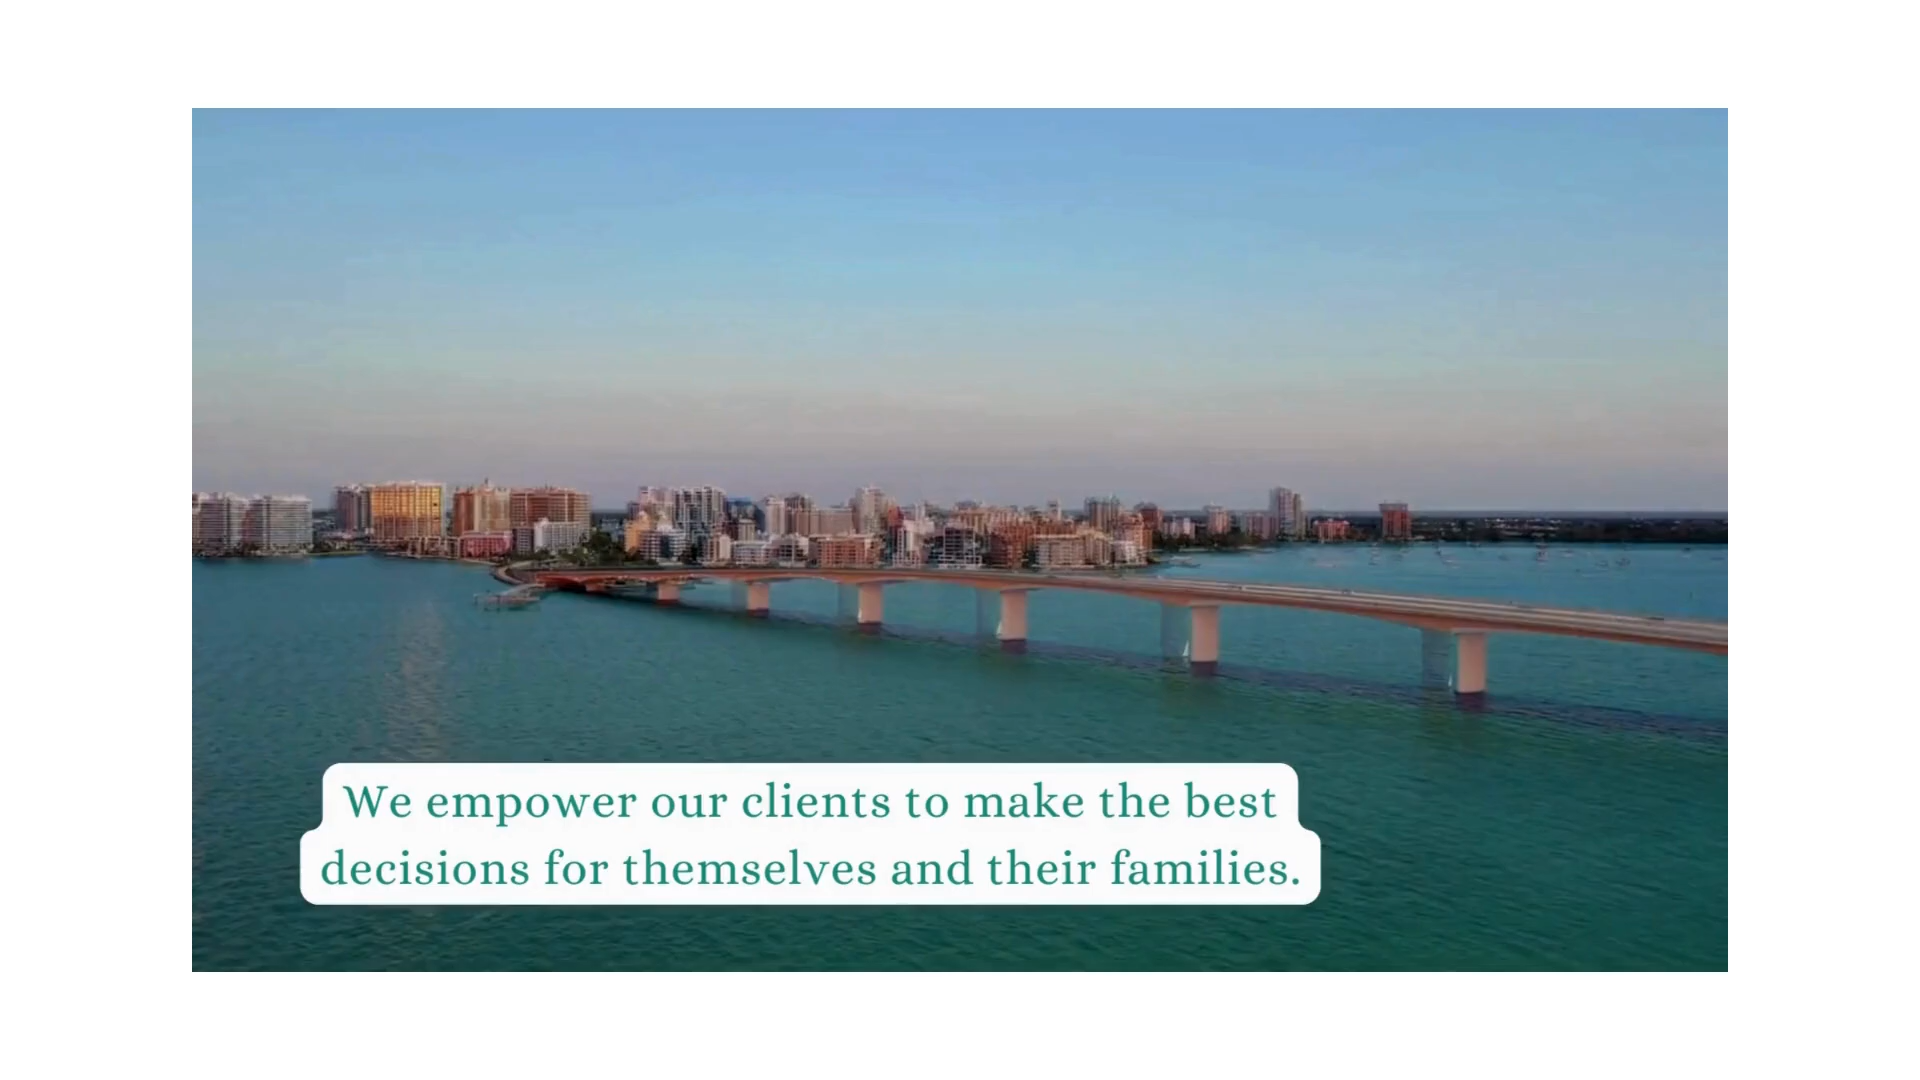 We empower our clients to make the best
decisions for themselves and their families.